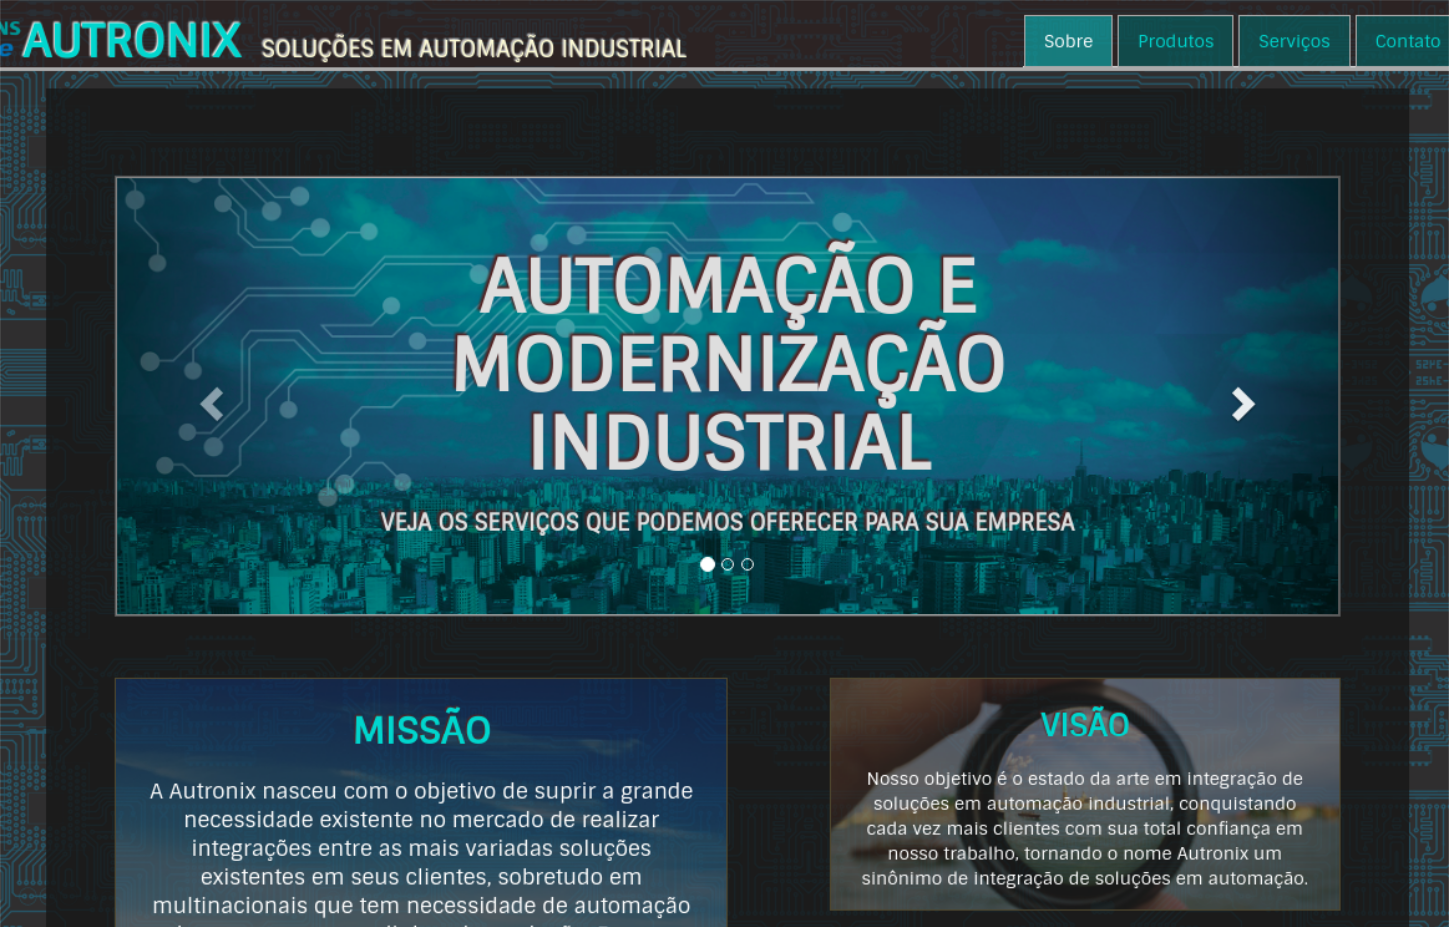 AUTRONIX SOLUÇÕES EM AUTOMAÇÃO INDUSTRIAL
Sobre Produtos Serviços Contato
AUTOMAÇÃO E
MODERNIZAÇÃO
INDUSTRIAL
VEJA OS SERVIÇOS QUE PODEMOS OFERECER PARA SUA EMPRESA
MISSÃO
A Autronix nasceu com o objetivo de suprir a grande
necessidade existente no mercado de realizar
integrações entre as mais variadas soluções
existentes em seus clientes, sobretudo em
multinacionais que tem necessidade de automação
VISÃO
Nosso objetivo é o estado da arte em integração de
soluções em automação industrial, conquistando
cada vez mais clientes com sua total confiança em
nosso trabalho, tornando o nome Autronix um
sinônimo de integração de soluções em automação.